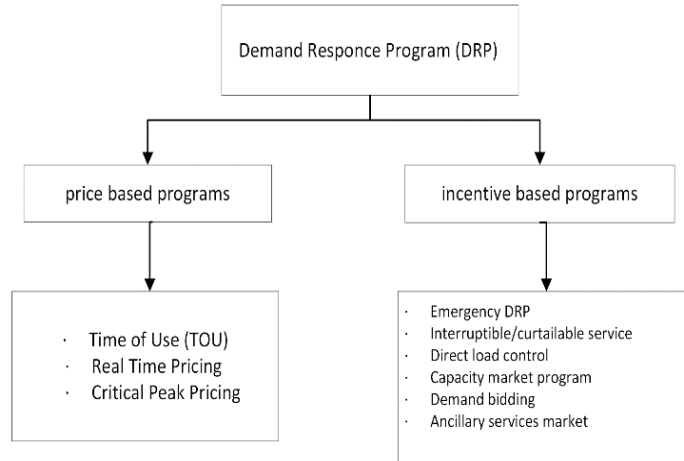 Demand Responce Program (DRP)
price based programs
incentive based programs
· Time of Use (TOU)
· Real Time Pricing
· Critical Peak Pricing
· Emergency DRP
· Interruptible/curtailable service
· Direct load control
· Capacity market program
· Demand bidding
· Ancillary services market